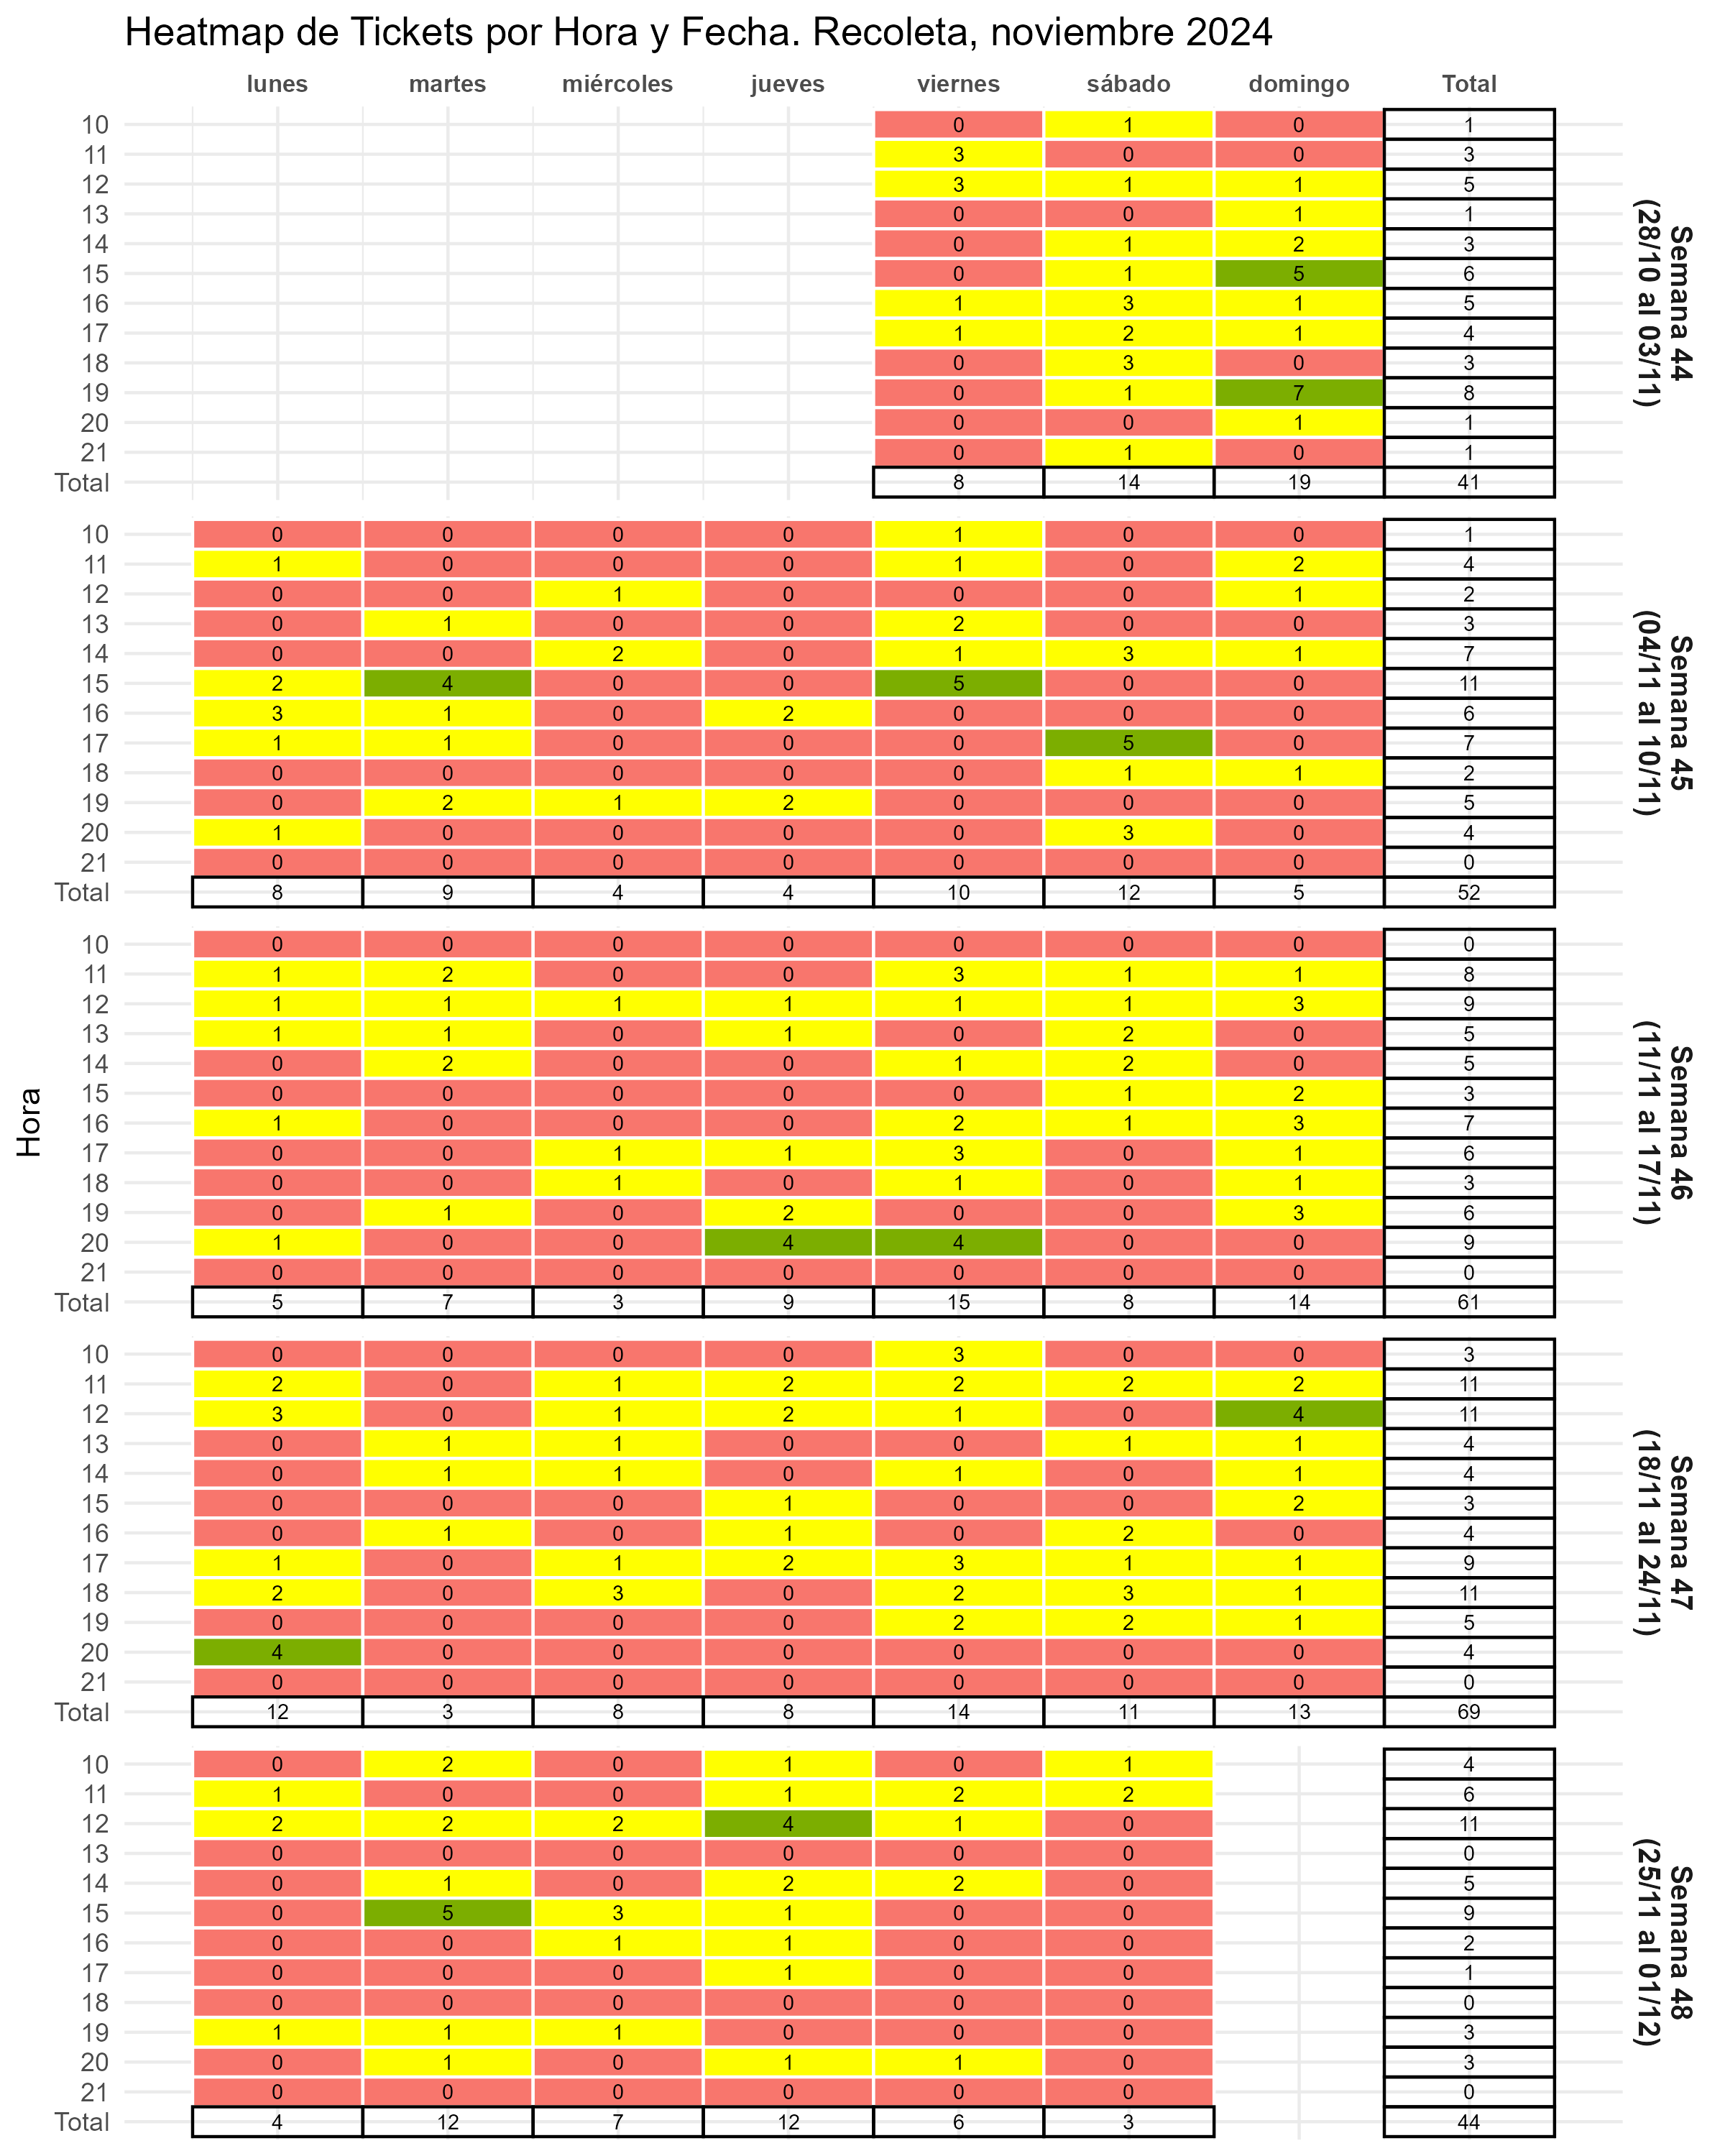 Heatmap de Tickets por Hora y Fecha. Recoleta, noviembre 2024
lunes martes miércoles jueves viernes sábado domingo Total
10 0 1 0 1
11 3 0 0 3
12 3 1 1 5
13 0 0 1 1
14 0 1 2 3
15 0 1 5 6
16 1 3 1 5
17 1 2 1 4
18 0 3 0 3
19 0 1 7 8
20 0 0 1 1
21 0 1 0 1
Total 8 14 19 41
Semana 44
(28/10 al 03/11)
10 0 0 0 0 1 0 0 1
11 1 0 0 0 1 0 2 4
12 0 0 1 0 0 0 1 2
13 0 1 0 0 2 0 0 3
14 0 0 2 0 1 3 1 7
15 2 4 0 0 5 0 0 11
16 3 1 0 2 0 0 0 6
17 1 1 0 0 0 5 0 7
18 0 0 0 0 0 1 1 2
19 0 2 1 2 0 0 0 5
20 1 0 0 0 0 3 0 4
21 0 0 0 0 0 0 0 0
Total 8 9 4 4 10 12 5 52
Semana 45
(04/11 al 10/11)
Hora
10 0 0 0 0 0 0 0 0
11 1 2 0 0 3 1 1 8
12 1 1 1 1 1 1 3 9
13 1 1 0 1 0 2 0 5
14 0 2 0 0 1 2 0 5
15 0 0 0 0 0 1 2 3
16 1 0 0 0 2 1 3 7
17 0 0 1 1 3 0 1 6
18 0 0 1 0 1 0 1 3
19 0 1 0 2 0 0 3 6
20 1 0 0 4 4 0 0 9
21 0 0 0 0 0 0 0 0
Total 5 7 3 9 15 8 14 61
Semana 46
(11/11 al 17/11)
10 0 0 0 0 3 0 0 3
11 2 0 1 2 2 2 2 11
12 3 0 1 2 1 0 4 11
13 0 1 1 0 0 1 1 4
14 0 1 1 0 1 0 1 4
15 0 0 0 1 0 0 2 3
16 0 1 0 1 0 2 0 4
17 1 0 1 2 3 1 1 9
18 2 0 3 0 2 3 1 11
19 0 0 0 0 2 2 1 5
20 4 0 0 0 0 0 0 4
21 0 0 0 0 0 0 0 0
Total 12 3 8 8 14 11 13 69
Semana 47
(18/11 al 24/11)
10 0 2 0 1 0 1 4
11 1 0 0 1 2 2 6
12 2 2 2 4 1 0 11
13 0 0 0 0 0 0 0
14 0 1 0 2 2 0 5
15 0 5 3 1 0 0 9
16 0 0 1 1 0 0 2
17 0 0 0 1 0 0 1
18 0 0 0 0 0 0 0
19 1 1 1 0 0 0 3
20 0 1 0 1 1 0 3
21 0 0 0 0 0 0 0
Total 4 12 7 12 6 3 44
Semana 48
(25/11 al 01/12)